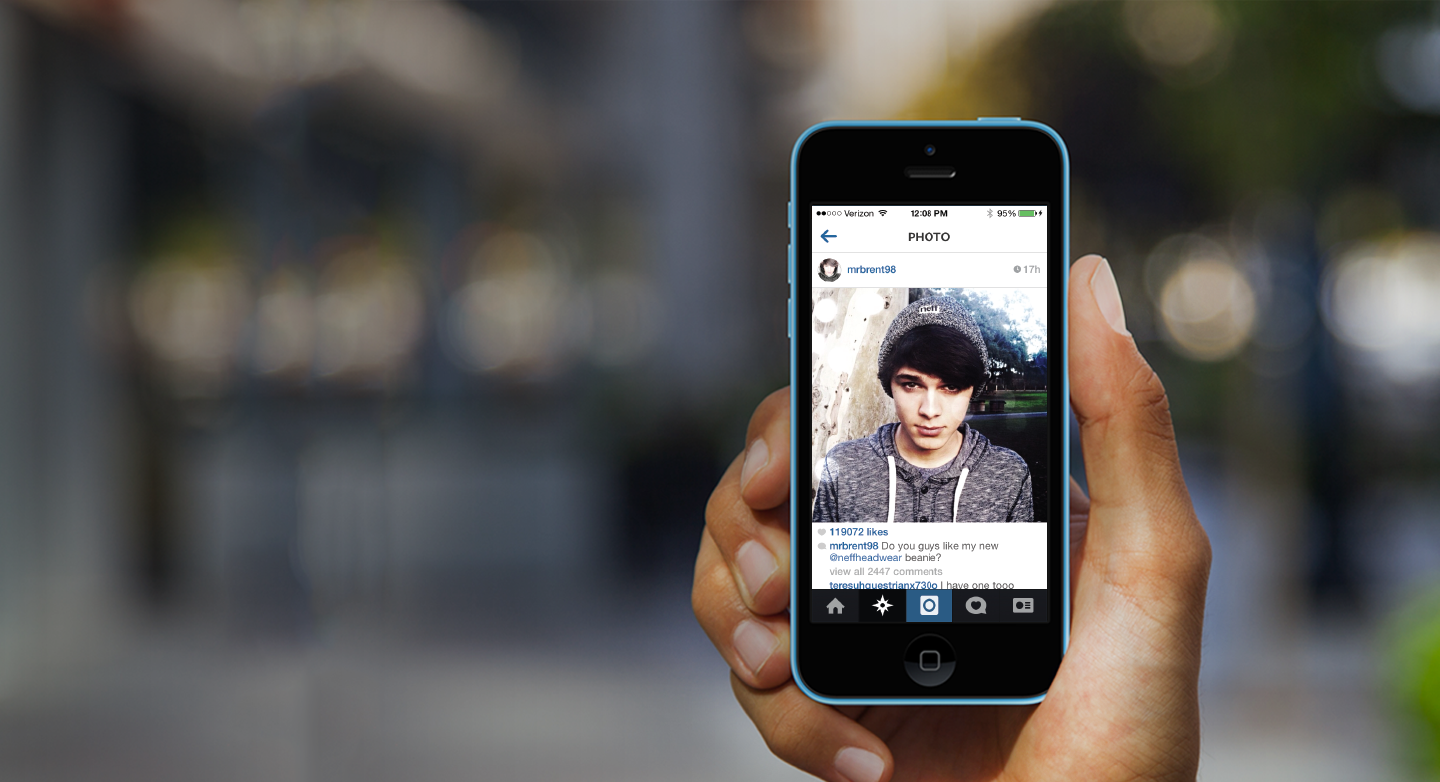 Verizon 12:08 PM 95%
PHOTO
mrbrent98 17h
neff
119072 likes
mrbrent98 Do you guys like my new
@neffheadwear beanie?
view all 2447 comments
teresuhquestrianx730o I have one tooo